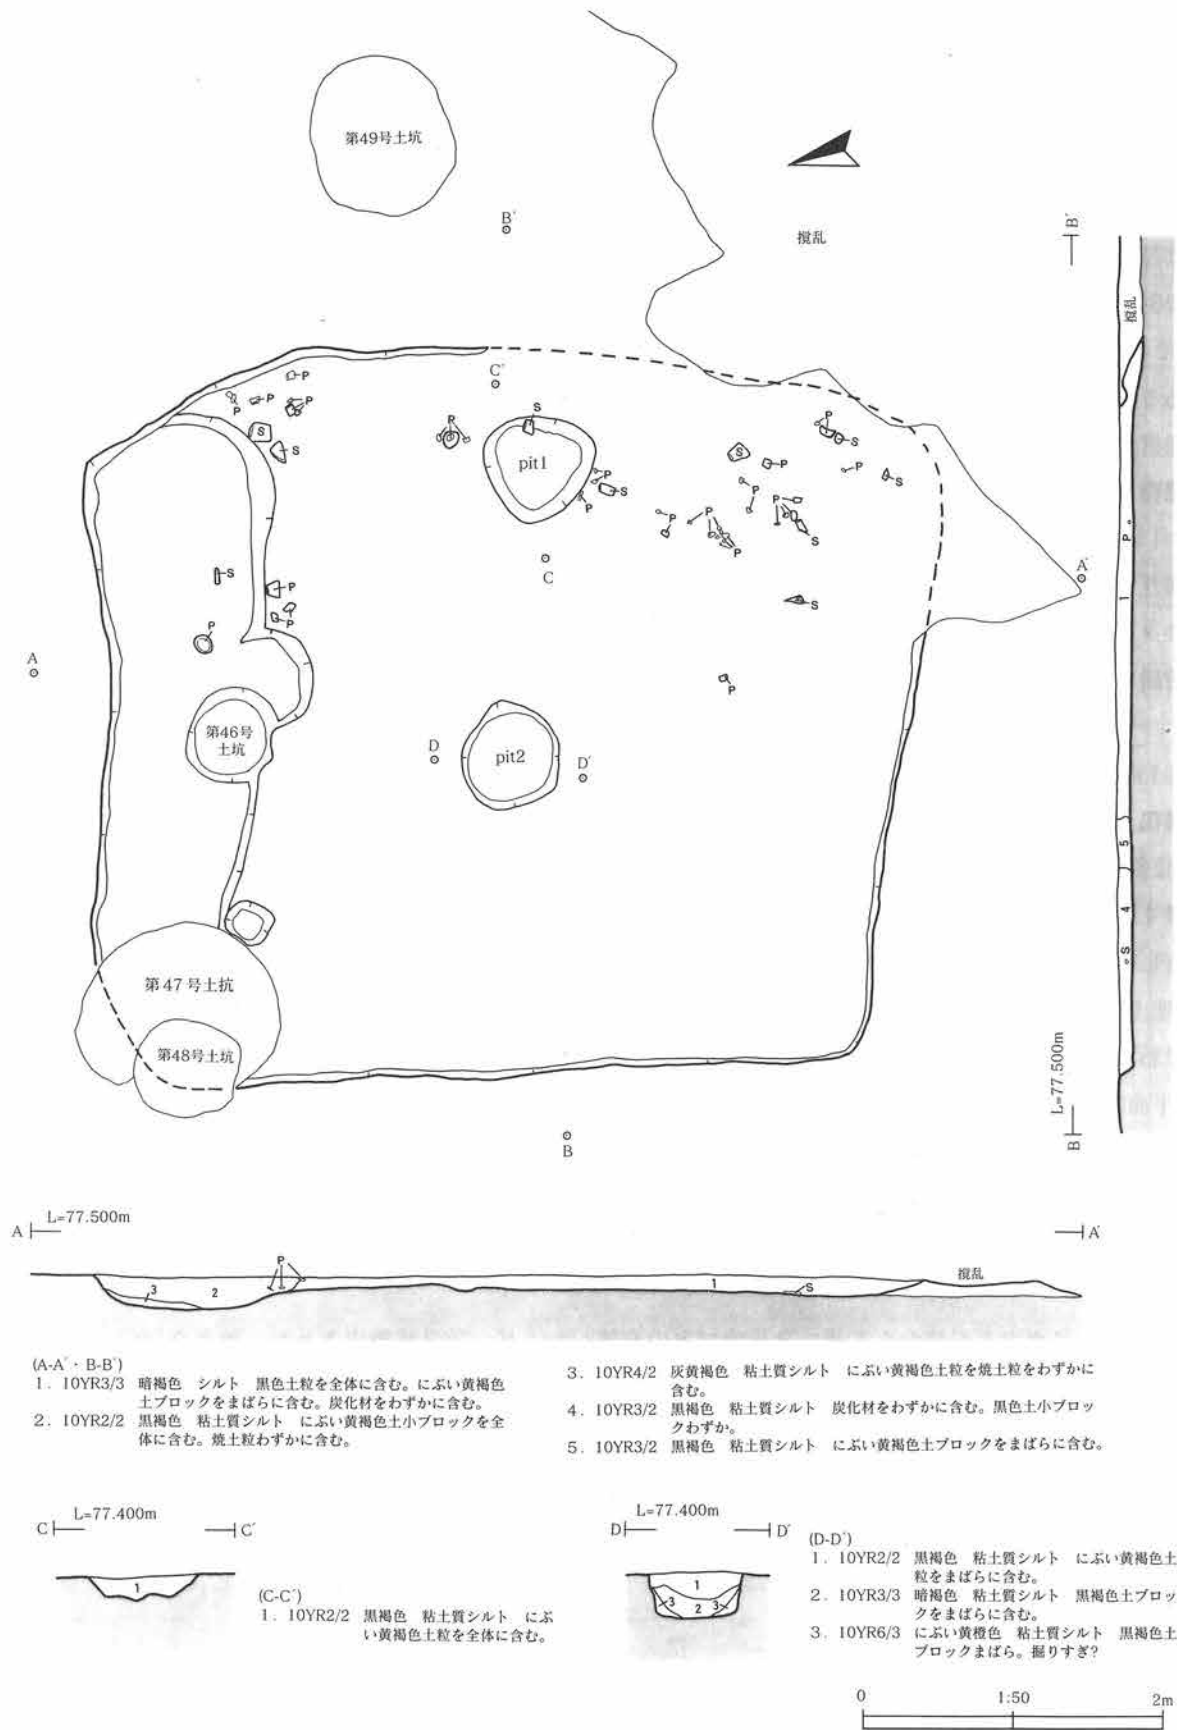 第49号土坑
B´
撹乱
B´
撹乱
C´
P
P
P
P
S
S
P
S
pit1
P
S
P
P
S
S
P
P
S
P
P
P
P
S
C
S
P
P
S
P
A´
S
P
P
P
A
P
第46号
土坑
D
pit2
D´
P
1
5
4
S
第47号土抗
第48号土坑
B
L=77.500m
B
L=77.500m
A
A´
P
3
2
1
S
撹乱
(A-A´・B-B´)
1. 10YR3/3 暗褐色 シルト 黒色土粒を全体に含む。にぶい黄褐色
土ブロックをまばらに含む。炭化材をわずかに含む。
2. 10YR2/2 黒褐色 粘土質シルト にぶい黄褐色土小ブロックを全
体に含む。焼土粒わずかに含む。
3. 10YR4/2 灰黄褐色 粘土質シルト にぶい黄褐色土粒を焼土粒をわずかに
含む。
4. 10YR3/2 黒褐色 粘土質シルト 炭化材をわずかに含む。黒色土小ブロッ
クわずか。
5. 10YR3/2 黒褐色 粘土質シルト にぶい黄褐色土ブロックをまばらに含む。
L=77.400m
C C´
1
(C-C´)
1. 10YR2/2 黒褐色 粘土質シルト にぶ
い黄褐色土粒を全体に含む。
L=77.400m
D D´
1
3 2 3
(D-D´)
1. 10YR2/2 黒褐色 粘土質シルト にぶい黄褐色土
粒をまばらに含む。
2. 10YR3/3 暗褐色 粘土質シルト 黒褐色土ブロッ
クをまばらに含む。
3. 10YR6/3 にぶい黄橙色 粘土質シルト 黒褐色土
ブロックまばら。掘りすぎ?
0 1:50 2m